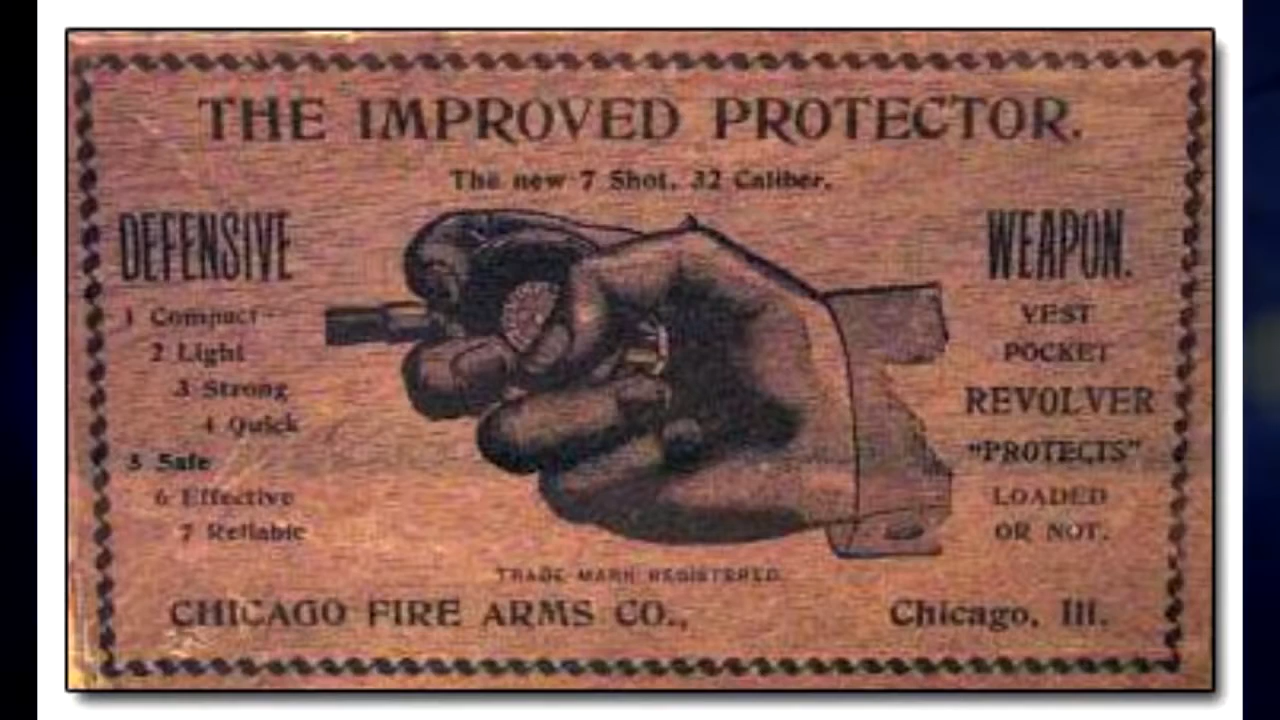 THE IMPROVED PROTECTOR.
The new 7 Shot. 32 Caliber.
DEFENSIVE
1 Compact
2 Light
3 Strong
4 Quick
5 Safe
6 Effective
7 Reliable
WEAPON.
VEST
POCKET
REVOLVER
"PROTECTS"
LOADED
OR NOT.
TRADE MARK REGISTERED.
CHICAGO FIRE ARMS CO., Chicago, Ill.